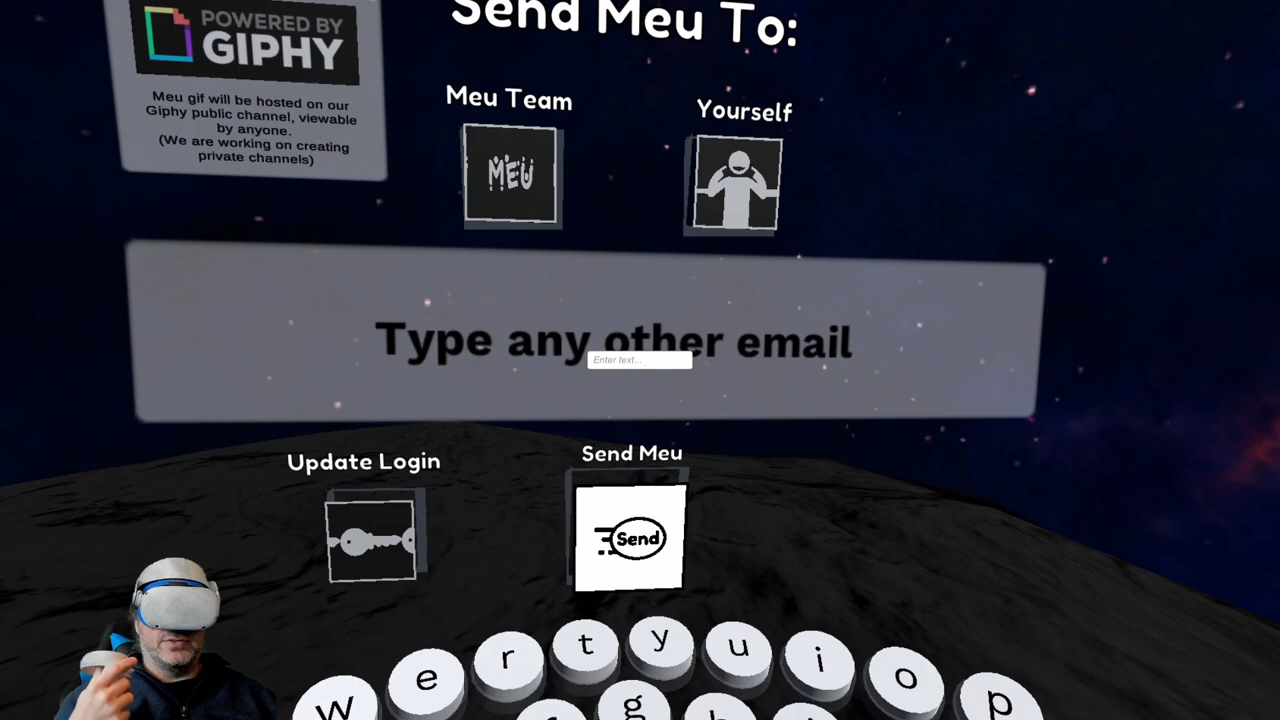 POWERED BY
GIPHY
Meu gif will be hosted on our
Giphy public channel, viewable
by anyone.
(We are working on creating
private channels)
Send Meu To:
Meu Team
Yourself
MEU
Type any other email
Enter text...
Update Login
Send Meu
Send
w e r t y u i o p
g